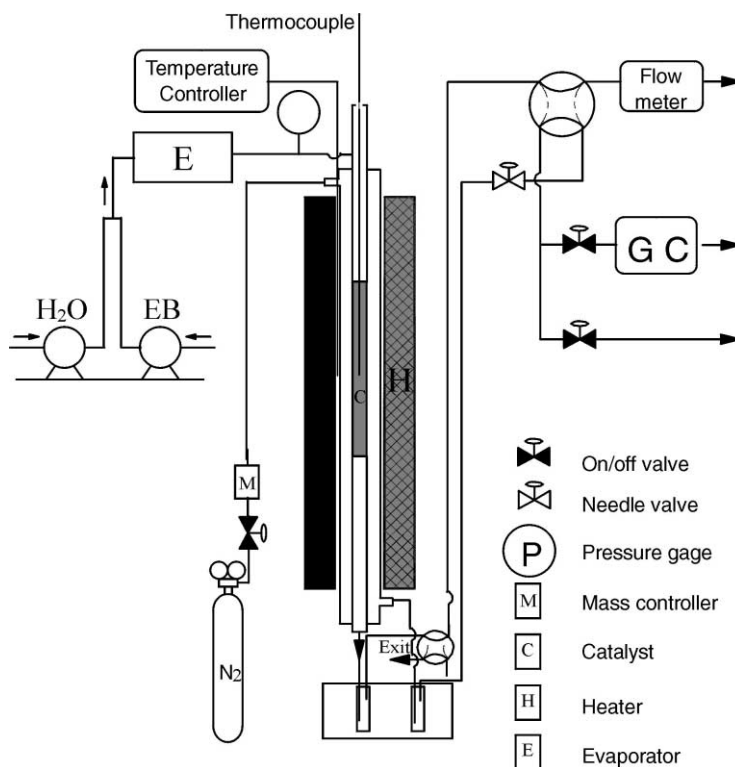 Thermocouple
Temperature
Controller
Flow
meter
E
G C
H₂O
EB
H
C
M
N2
Exit
On/off valve
Needle valve
P
Pressure gage
M
Mass controller
C
Catalyst
H
Heater
E
Evaporator